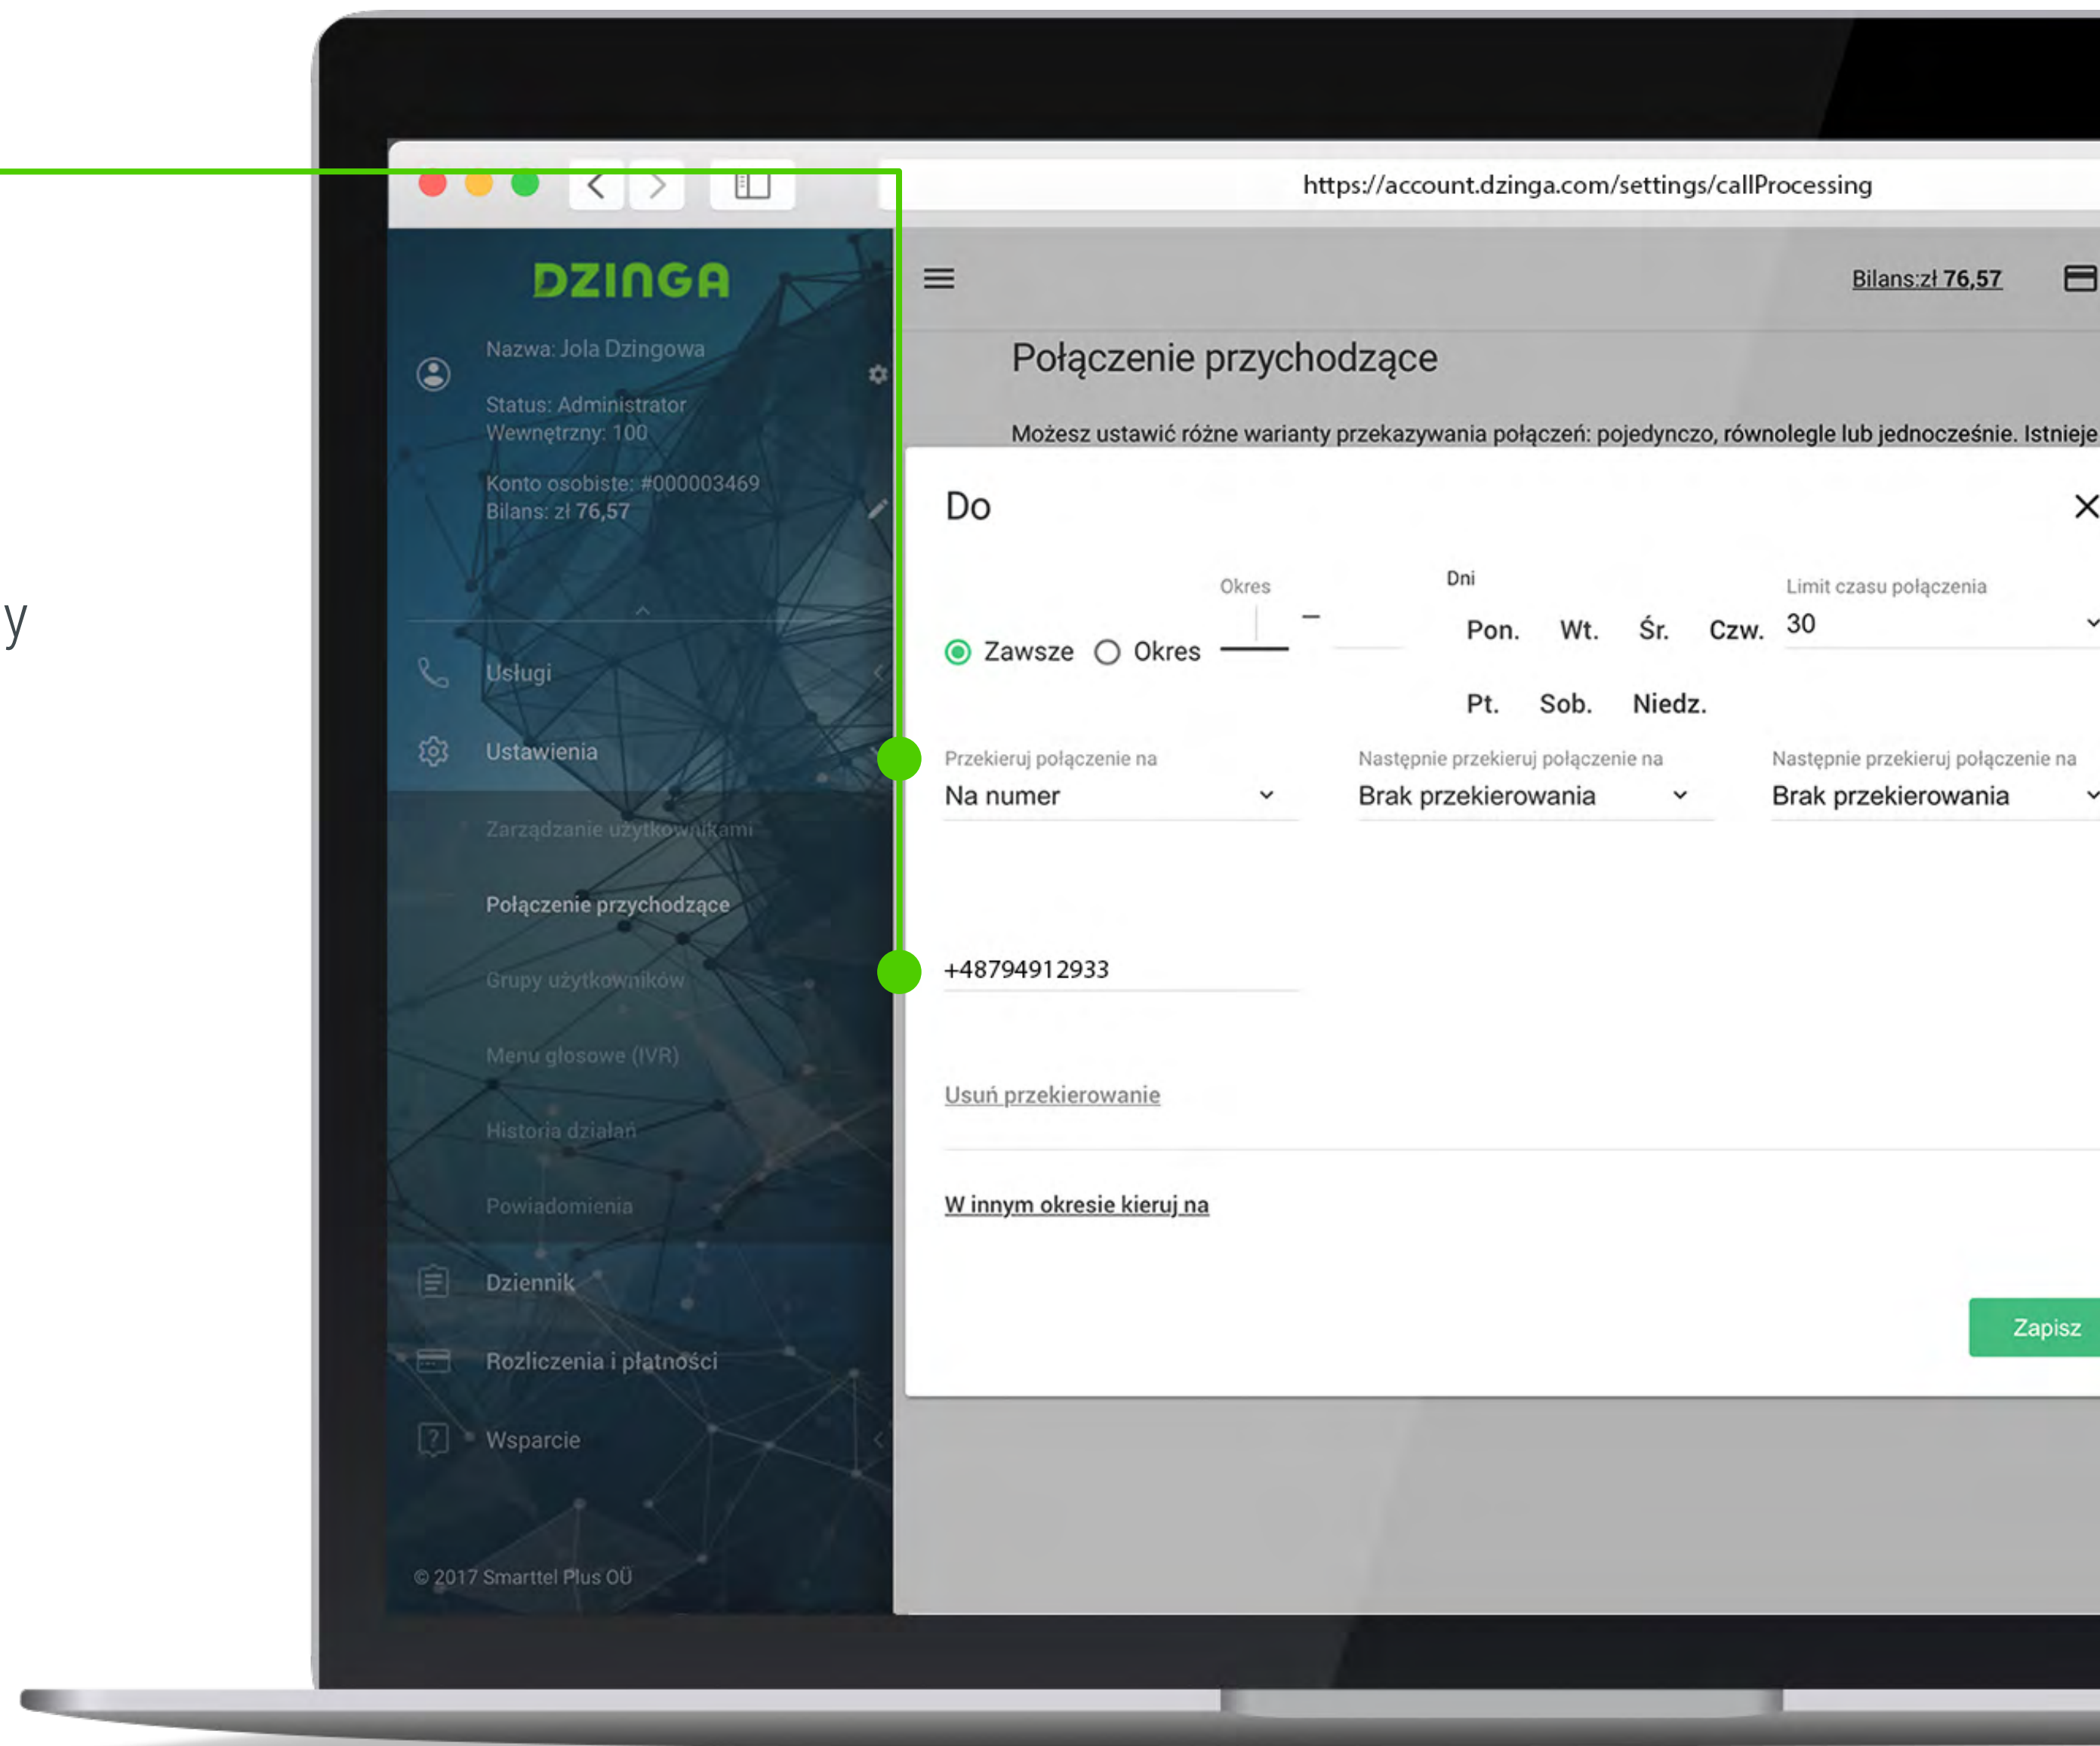 https://account.dzinga.com/settings/callProcessing
DZINGA
Nazwa: Jola Dzingowa
Status: Administrator
Wewnętrzny: 100
Konto osobiste: #000003469
Bilans: zł 76,57
Usługi
Ustawienia
Zarządzanie użytkownikami
Połączenie przychodzące
Grupy użytkowników
Menu głosowe (IVR)
Historia działań
Powiadomienia
Dziennik
Rozliczenia i płatności
Wsparcie
© 2017 Smarttel Plus OÜ
y
Bilans:zł 76,57
Połączenie przychodzące
Możesz ustawić różne warianty przekazywania połączeń: pojedynczo, równolegle lub jednocześnie. Istnieje
Do
Zawsze Okres
Okres
–
Dni
Pon. Wt. Śr. Czw.
Pt. Sob. Niedz.
Limit czasu połączenia
30
Przekieruj połączenie na
Na numer
Następnie przekieruj połączenie na
Brak przekierowania
Następnie przekieruj połączenie na
Brak przekierowania
+48794912933
Usuń przekierowanie
W innym okresie kieruj na
Zapisz